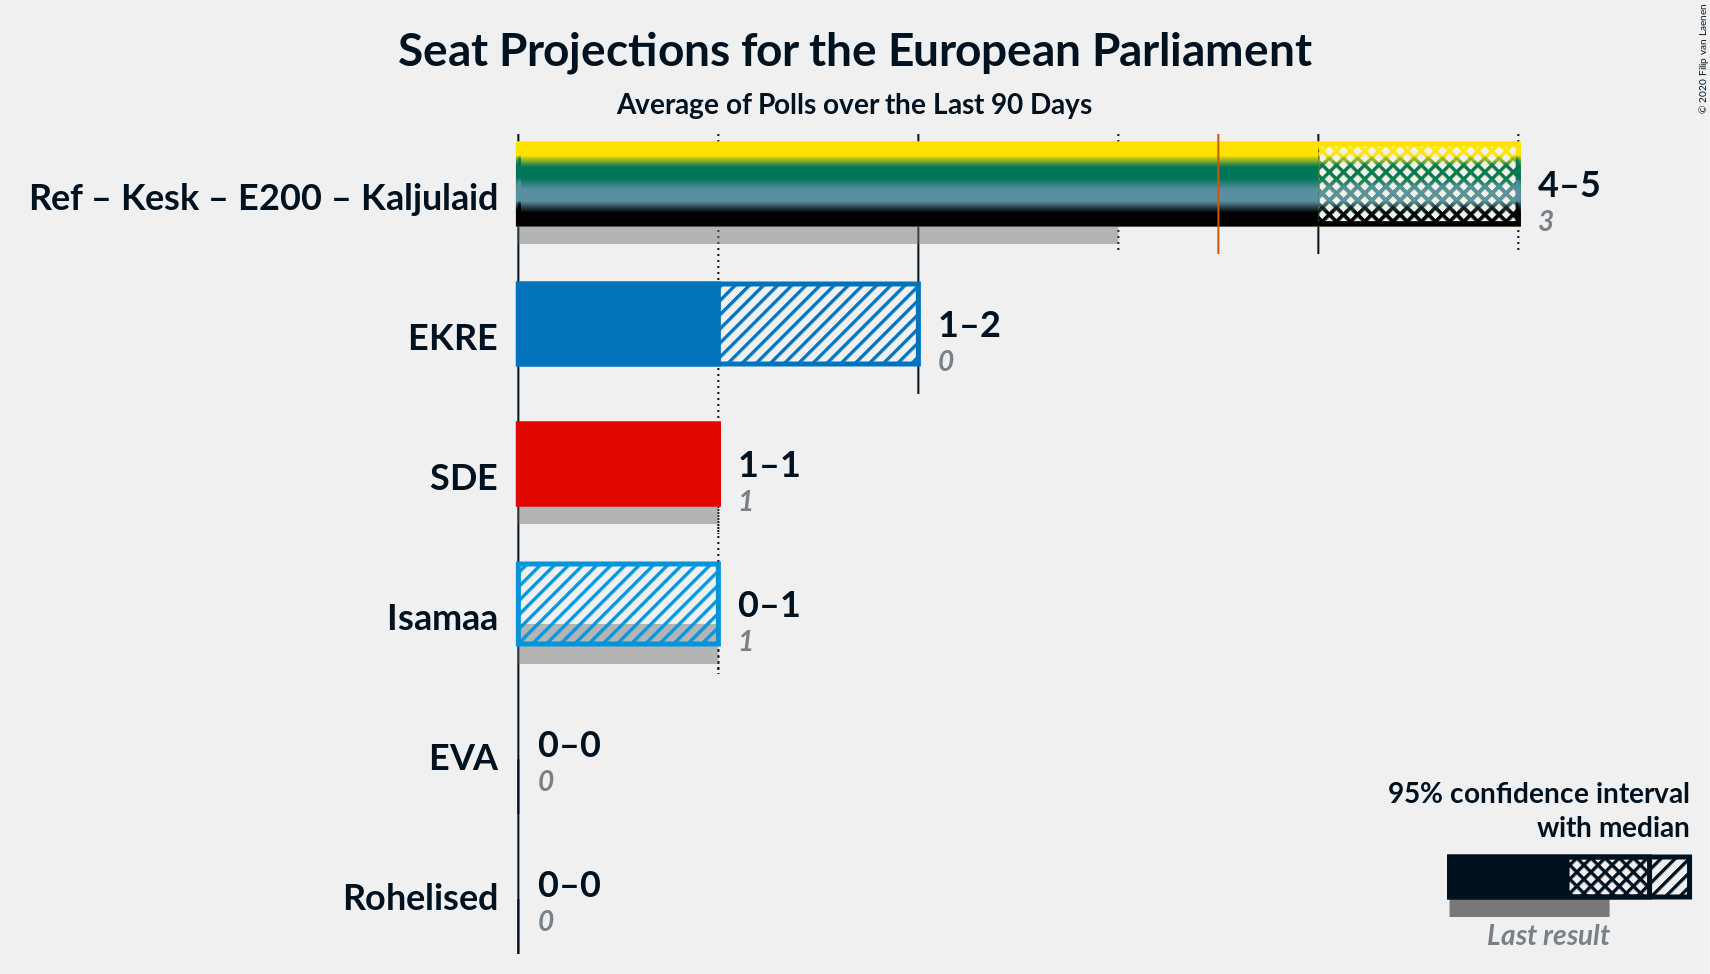 Seat Projections for the European Parliament
Average of Polls over the Last 90 Days
© 2020 Filip van Laenen
Ref – Kesk – E200 – Kaljulaid
4–5
3
EKRE
1–2
0
SDE
1–1
1
Isamaa
0–1
1
EVA
0–0
0
Rohelised
0–0
0
95% confidence interval
with median
Last result